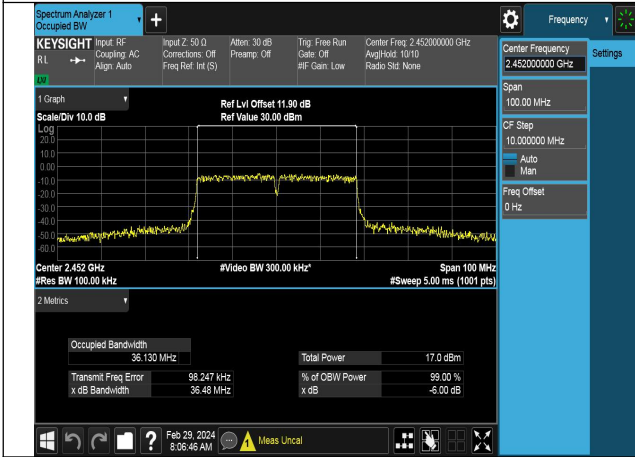 Spectrum Analyzer 1
Occupied BW
+
Frequency
KEYSIGHT
RL
Input: RF
Coupling: AC
Align: Auto
Input Z: 50 Ω
Corrections: Off
Freq Ref: Int (S)
Atten: 30 dB
Preamp: Off
Trig: Free Run
Gate: Off
#IF Gain: Low
Center Freq: 2.452000000 GHz
Avg|Hold: 10/10
Radio Std: None
Center Frequency
2.452000000 GHz
Settings
Span
100.00 MHz
CF Step
10.000000 MHz
Auto
Man
Freq Offset
0 Hz
1 Graph
Scale/Div 10.0 dB
Ref Lvl Offset 11.90 dB
Ref Value 30.00 dBm
Log
20.0
10.0
0.00
-10.0
-20.0
-30.0
-40.0
-50.0
-60.0
Center 2.452 GHz
#Video BW 300.00 kHz*
Span 100 MHz
#Res BW 100.00 kHz
#Sweep 5.00 ms (1001 pts)
2 Metrics
Occupied Bandwidth
36.130 MHz
Total Power 17.0 dBm
Transmit Freq Error 98.247 kHz
% of OBW Power 99.00 %
x dB Bandwidth 36.48 MHz
x dB -6.00 dB
?
Feb 29, 2024
8:06:46 AM
Meas Uncal